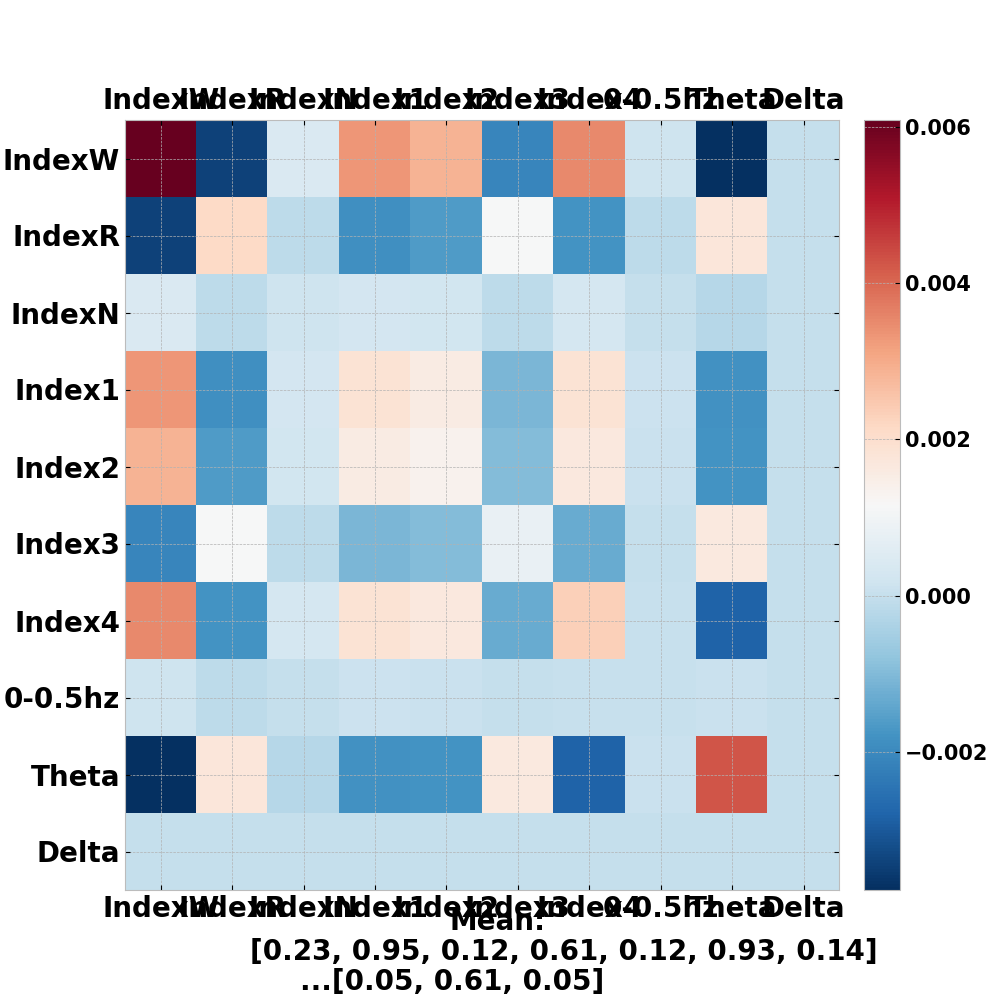 IndexW IndexR IndexN Index1 Index2 Index3 Index4 0-0.5hz Theta Delta
IndexW
IndexR
IndexN
Index1
Index2
Index3
Index4
0-0.5hz
Theta
Delta
0.006
0.004
0.002
0.000
−0.002
IndexW IndexR IndexN Index1 Index2 Index3 Index4 0-0.5hz Theta Delta
Mean:
[0.23, 0.95, 0.12, 0.61, 0.12, 0.93, 0.14]
...[0.05, 0.61, 0.05]